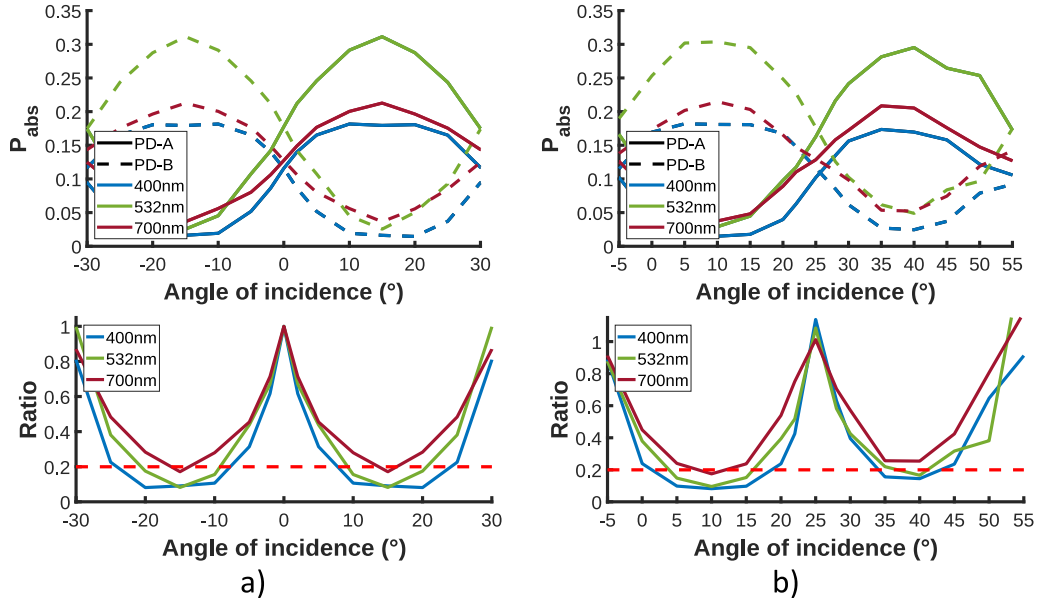 0.35
0.3
0.25
0.2
0.15
0.1
0.05
0
P_abs
PD-A
PD-B
400nm
532nm
700nm
-30 -20 -10 0 10 20 30
Angle of incidence (°)
0.35
0.3
0.25
0.2
0.15
0.1
0.05
0
P_abs
PD-A
PD-B
400nm
532nm
700nm
-5 0 5 10 15 20 25 30 35 40 45 50 55
Angle of incidence (°)
1
0.8
0.6
0.4
0.2
0
Ratio
400nm
532nm
700nm
-30 -20 -10 0 10 20 30
Angle of incidence (°)
a)
1
0.8
0.6
0.4
0.2
0
Ratio
400nm
532nm
700nm
-5 0 5 10 15 20 25 30 35 40 45 50 55
Angle of incidence (°)
b)